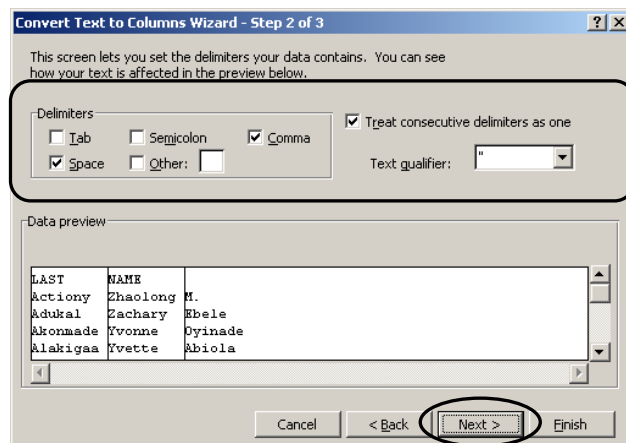 Convert Text to Columns Wizard - Step 2 of 3
This screen lets you set the delimiters your data contains. You can see
how your text is affected in the preview below.
Delimiters
Tab Semicolon Comma
Space Other:
Treat consecutive delimiters as one
Text qualifier: "
Data preview
LAST NAME
Actiony Zhaolong M.
Adukal Zachary Ebele
Akonmade Yvonne Oyinade
Alakigaa Yvette Abiola
Cancel < Back Next > Finish